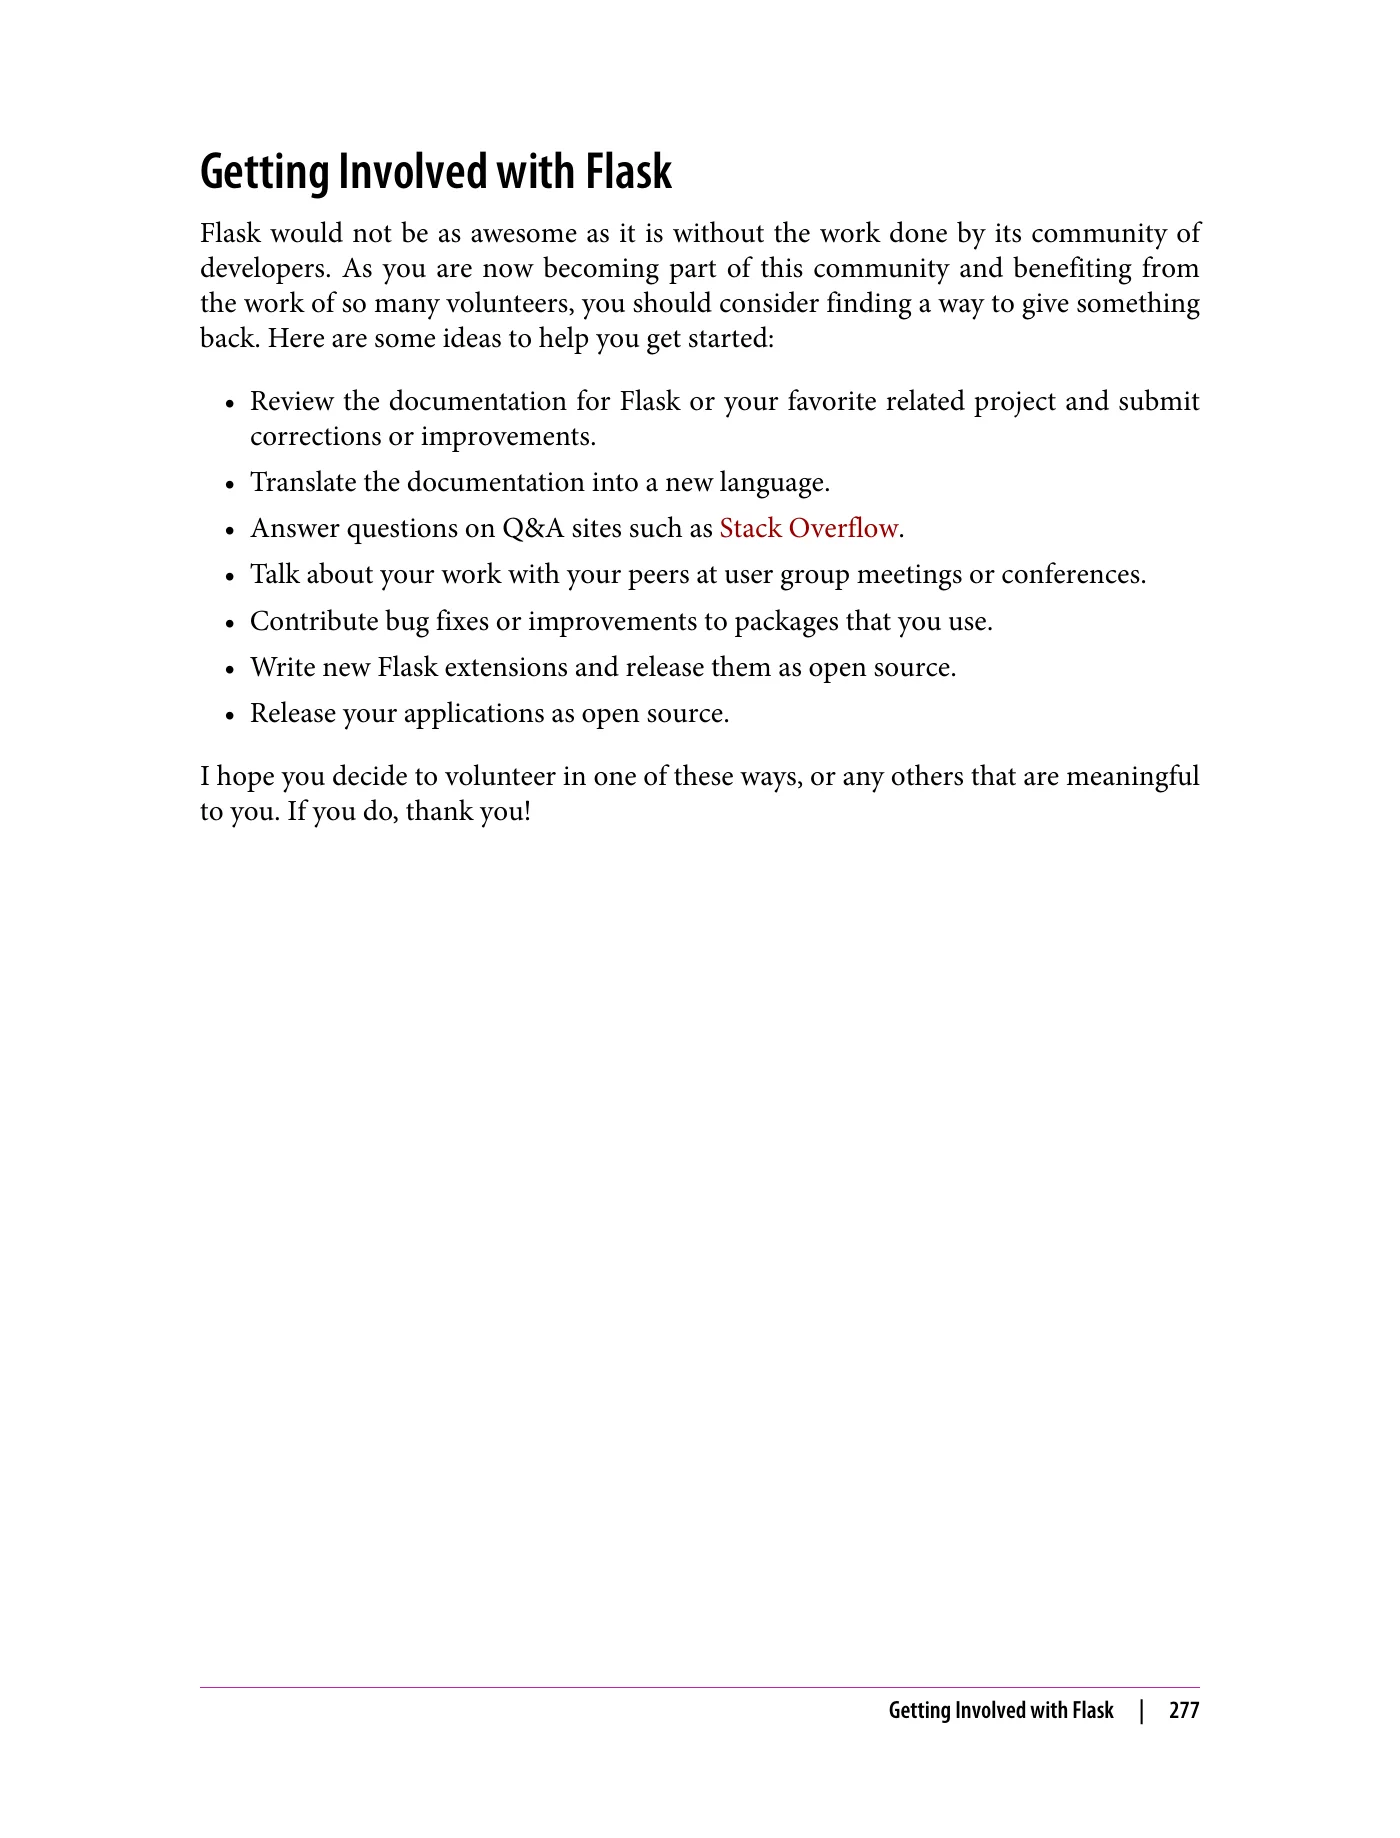 Getting Involved with Flask
Flask would not be as awesome as it is without the work done by its community of
developers. As you are now becoming part of this community and benefiting from
the work of so many volunteers, you should consider finding a way to give something
back. Here are some ideas to help you get started:
• Review the documentation for Flask or your favorite related project and submit
corrections or improvements.
• Translate the documentation into a new language.
• Answer questions on Q&A sites such as Stack Overflow.
• Talk about your work with your peers at user group meetings or conferences.
• Contribute bug fixes or improvements to packages that you use.
• Write new Flask extensions and release them as open source.
• Release your applications as open source.
I hope you decide to volunteer in one of these ways, or any others that are meaningful
to you. If you do, thank you!
Getting Involved with Flask | 277